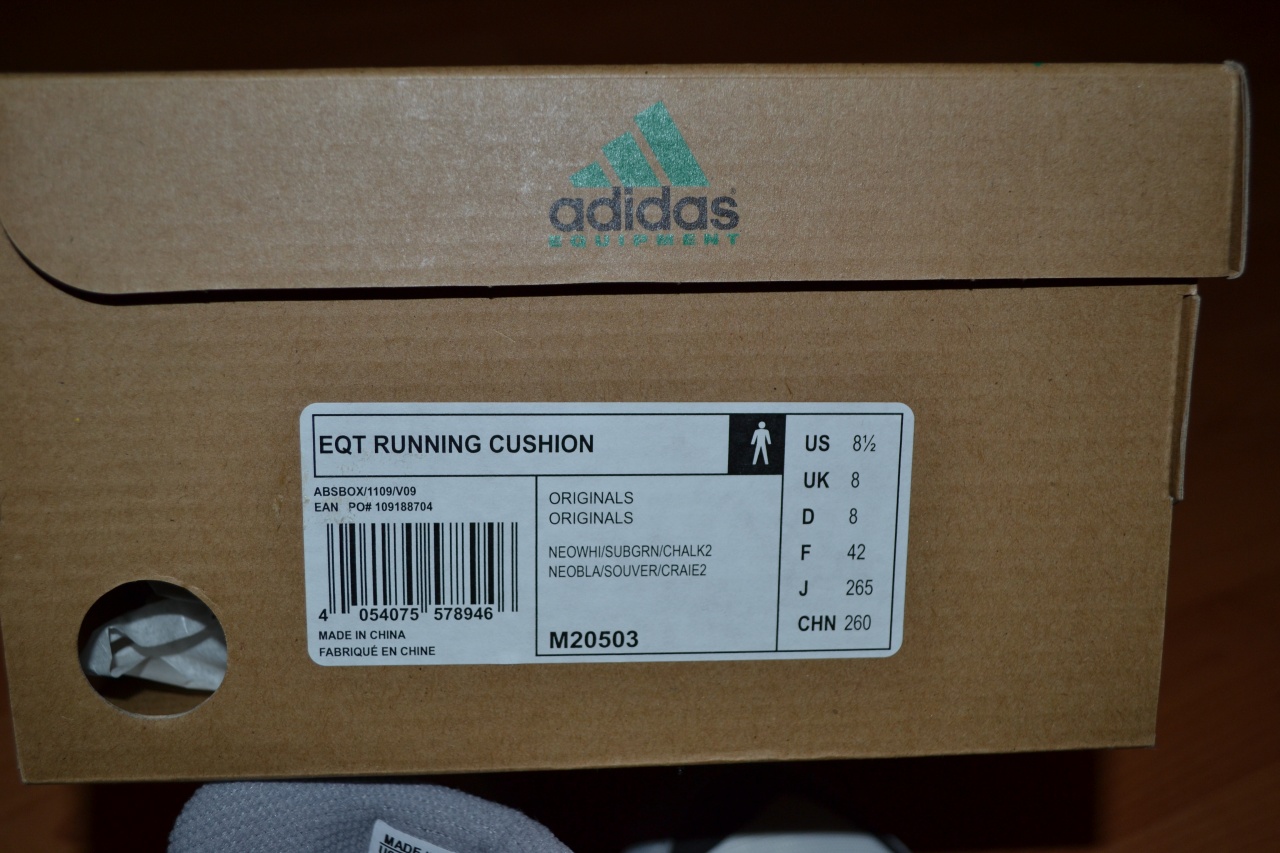 adidas
EQUIPMENT
EQT RUNNING CUSHION
ABSBOX/1109/V09
EAN PO# 109188704
4 054075 578946
MADE IN CHINA
FABRIQUÉ EN CHINE
ORIGINALS
ORIGINALS
NEOWHI/SUBGRN/CHALK2
NEOBLA/SOUVER/CRAIE2
M20503
US 8½
UK 8
D 8
F 42
J 265
CHN 260
MADE